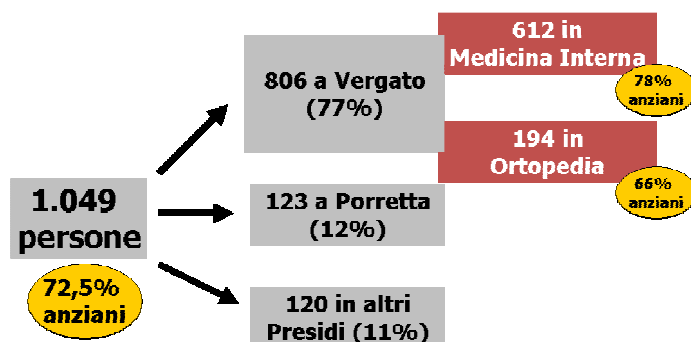 1.049
persone
72,5%
anziani
806 a Vergato
(77%)
612 in
Medicina Interna
78%
anziani
194 in
Ortopedia
66%
anziani
123 a Porretta
(12%)
120 in altri
Presidi (11%)